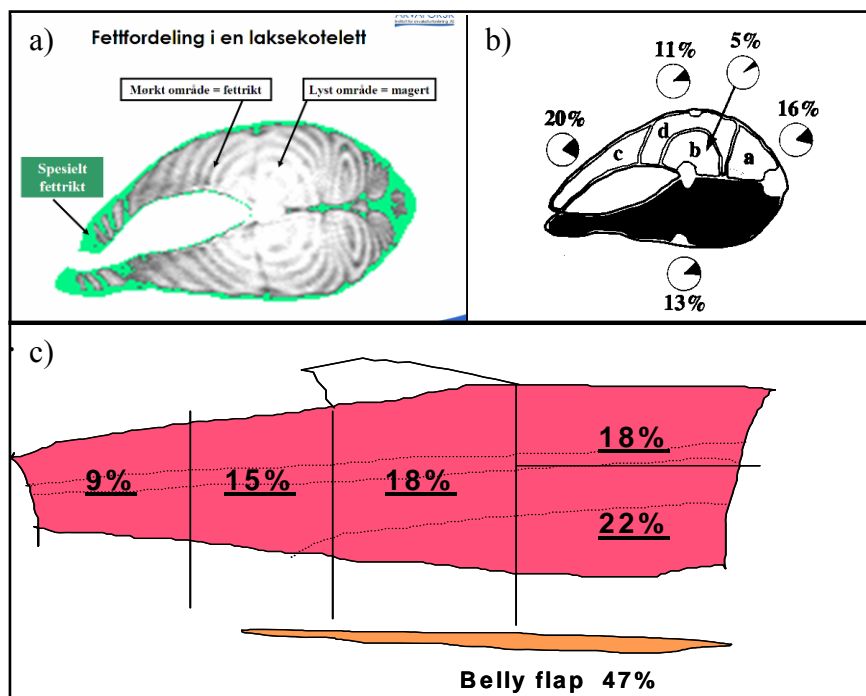 a)
Fettfordeling i en laksekotelett
Mørkt område = fettrikt
Lyst område = magert
Spesielt
fettrikt
b)
11%
5%
20%
16%
d
c
b
a
13%
c)
9%
15%
18%
18%
22%
Belly flap 47%